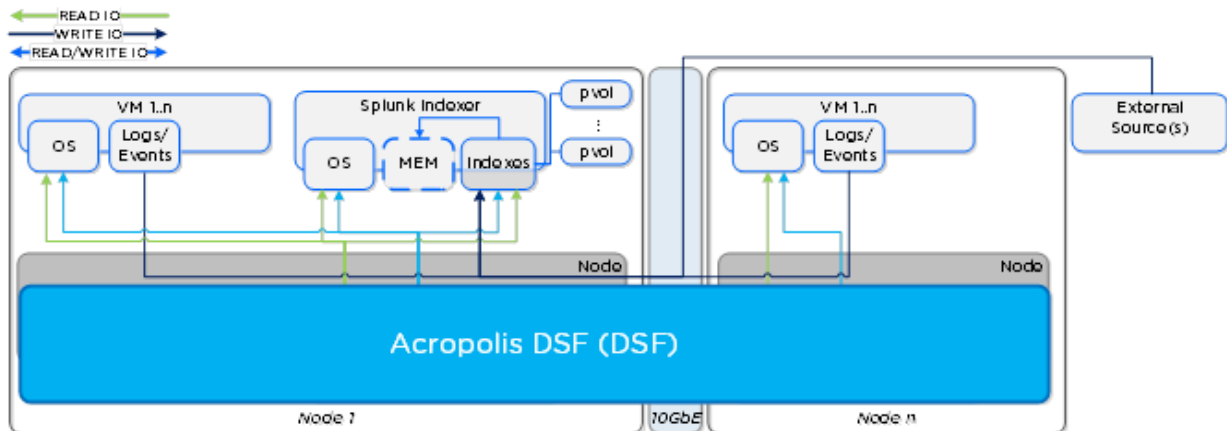 READ IO
WRITE IO
READ/WRITE IO
VM 1..n
OS
Logs/
Events
Splunk Indexer
OS
MEM
Indexes
pvol
⋮
pvol
VM 1..n
OS
Logs/
Events
External
Source(s)
Node
Node
Acropolis DSF (DSF)
Node 1
10GbE
Node n